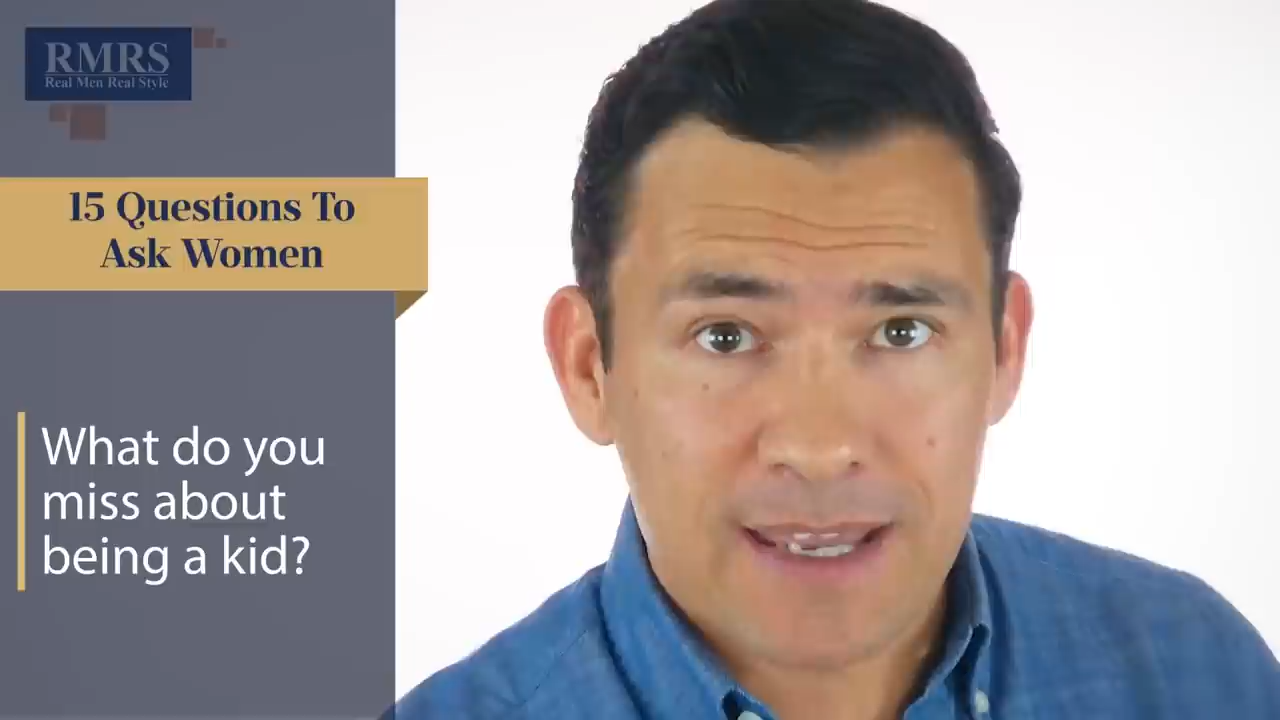 RMRS
Real Men Real Style
15 Questions To
Ask Women
What do you
miss about
being a kid?